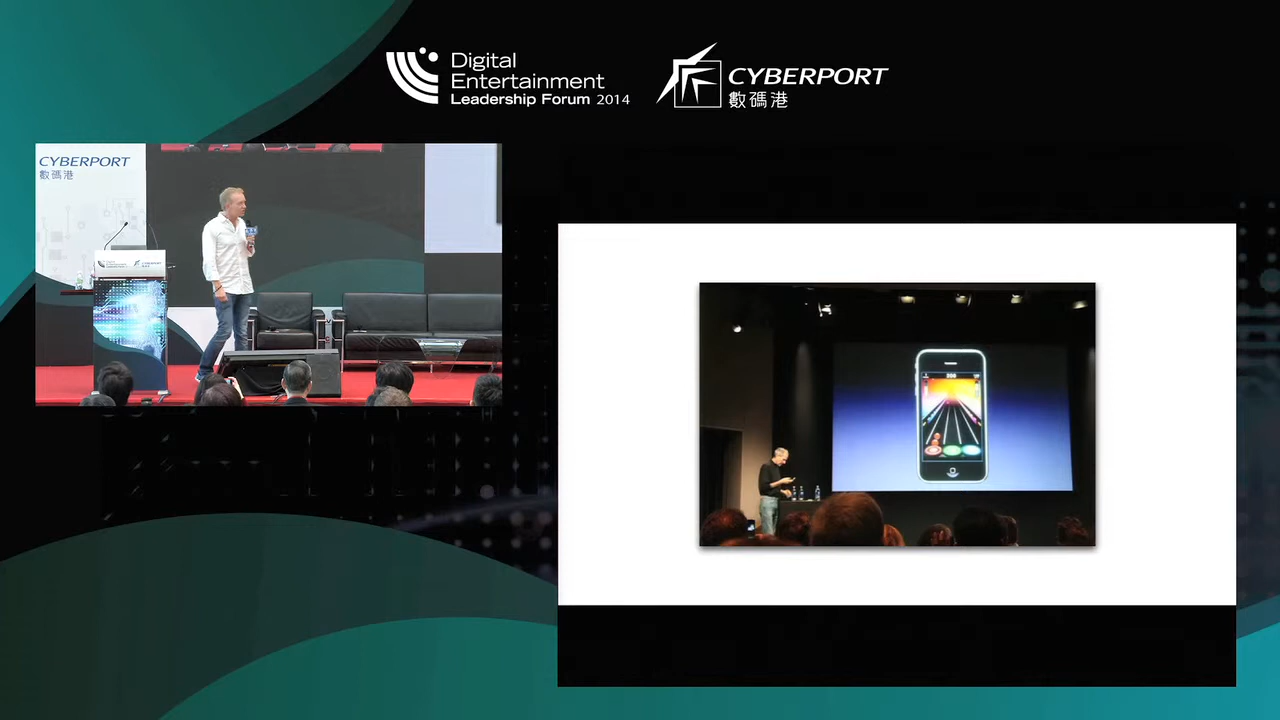 Digital
Entertainment
Leadership Forum 2014
CYBERPORT
數碼港
CYBERPORT
數碼港